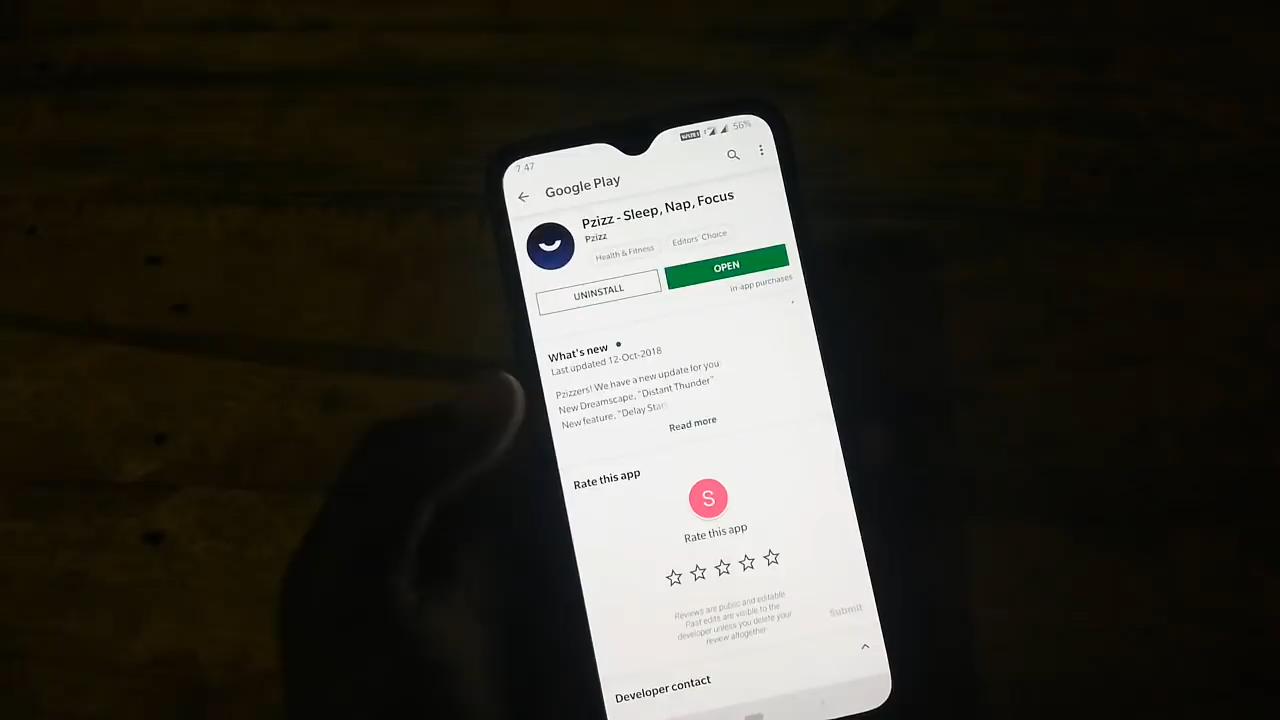 7:47
56%
Google Play
Pzizz - Sleep, Nap, Focus
Pzizz
Health & Fitness
Editors' Choice
UNINSTALL
OPEN
in-app purchases
What's new
Last updated 12-Oct-2018
Pzizzers! We have a new update for you
New Dreamscape, "Distant Thunder"
New feature, "Delay Star
Read more
Rate this app
S
Rate this app
Reviews are public and editable
Past edits are visible to the
developer unless you delete your
review altogether
Submit
Developer contact